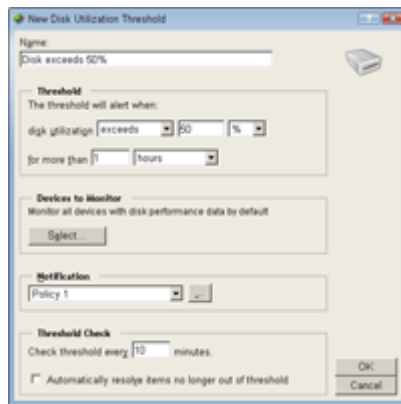 New Disk Utilization Threshold
Name:
Disk exceeds 50%
Threshold
The threshold will alert when:
disk utilization exceeds 50 %
for more than 1 hours
Devices to Monitor
Monitor all devices with disk performance data by default
Select...
Notification
Policy 1
...
Threshold Check
Check threshold every 10 minutes.
Automatically resolve items no longer out of threshold
OK
Cancel